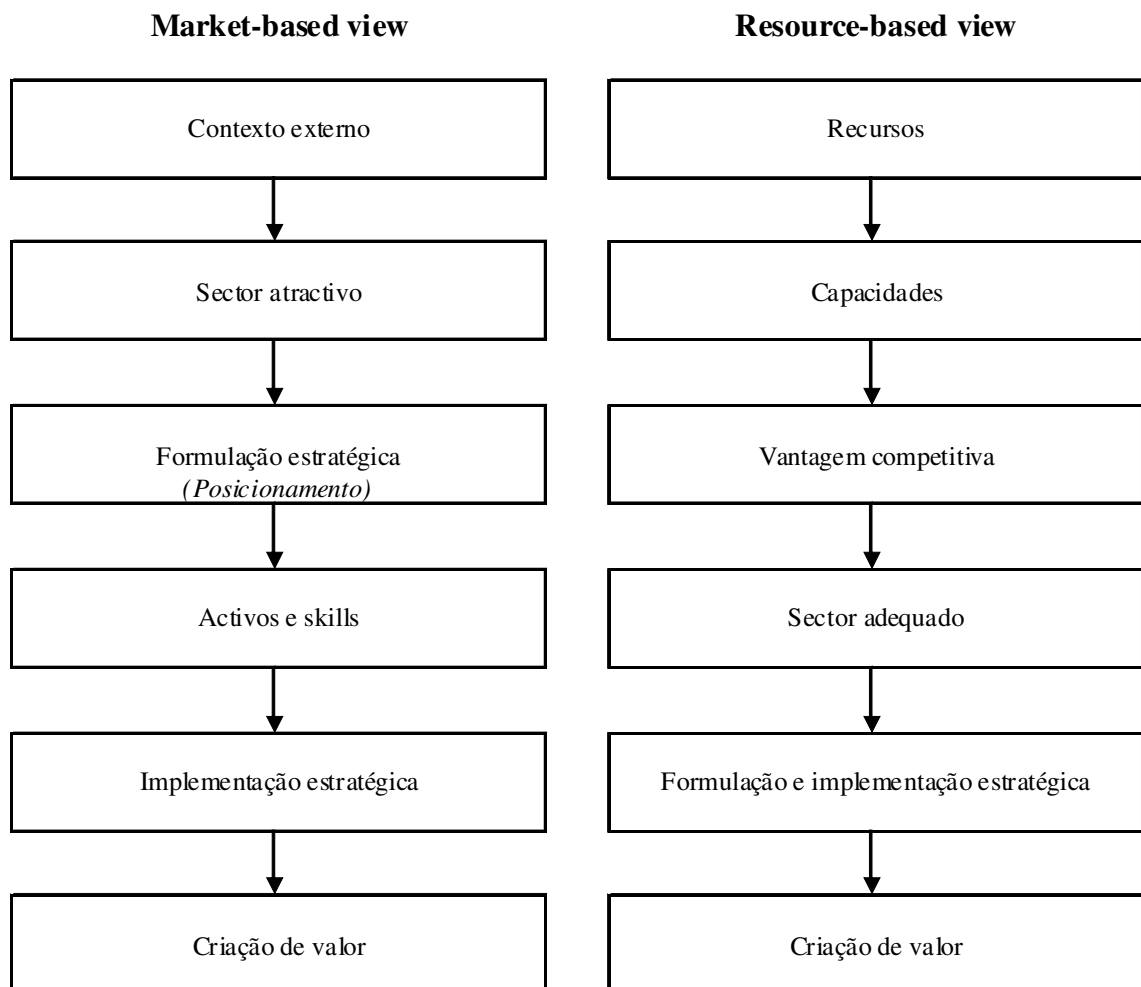 Market-based view
Contexto externo
Sector atractivo
Formulação estratégica
(Posicionamento)
Activos e skills
Implementação estratégica
Criação de valor
Resource-based view
Recursos
Capacidades
Vantagem competitiva
Sector adequado
Formulação e implementação estratégica
Criação de valor